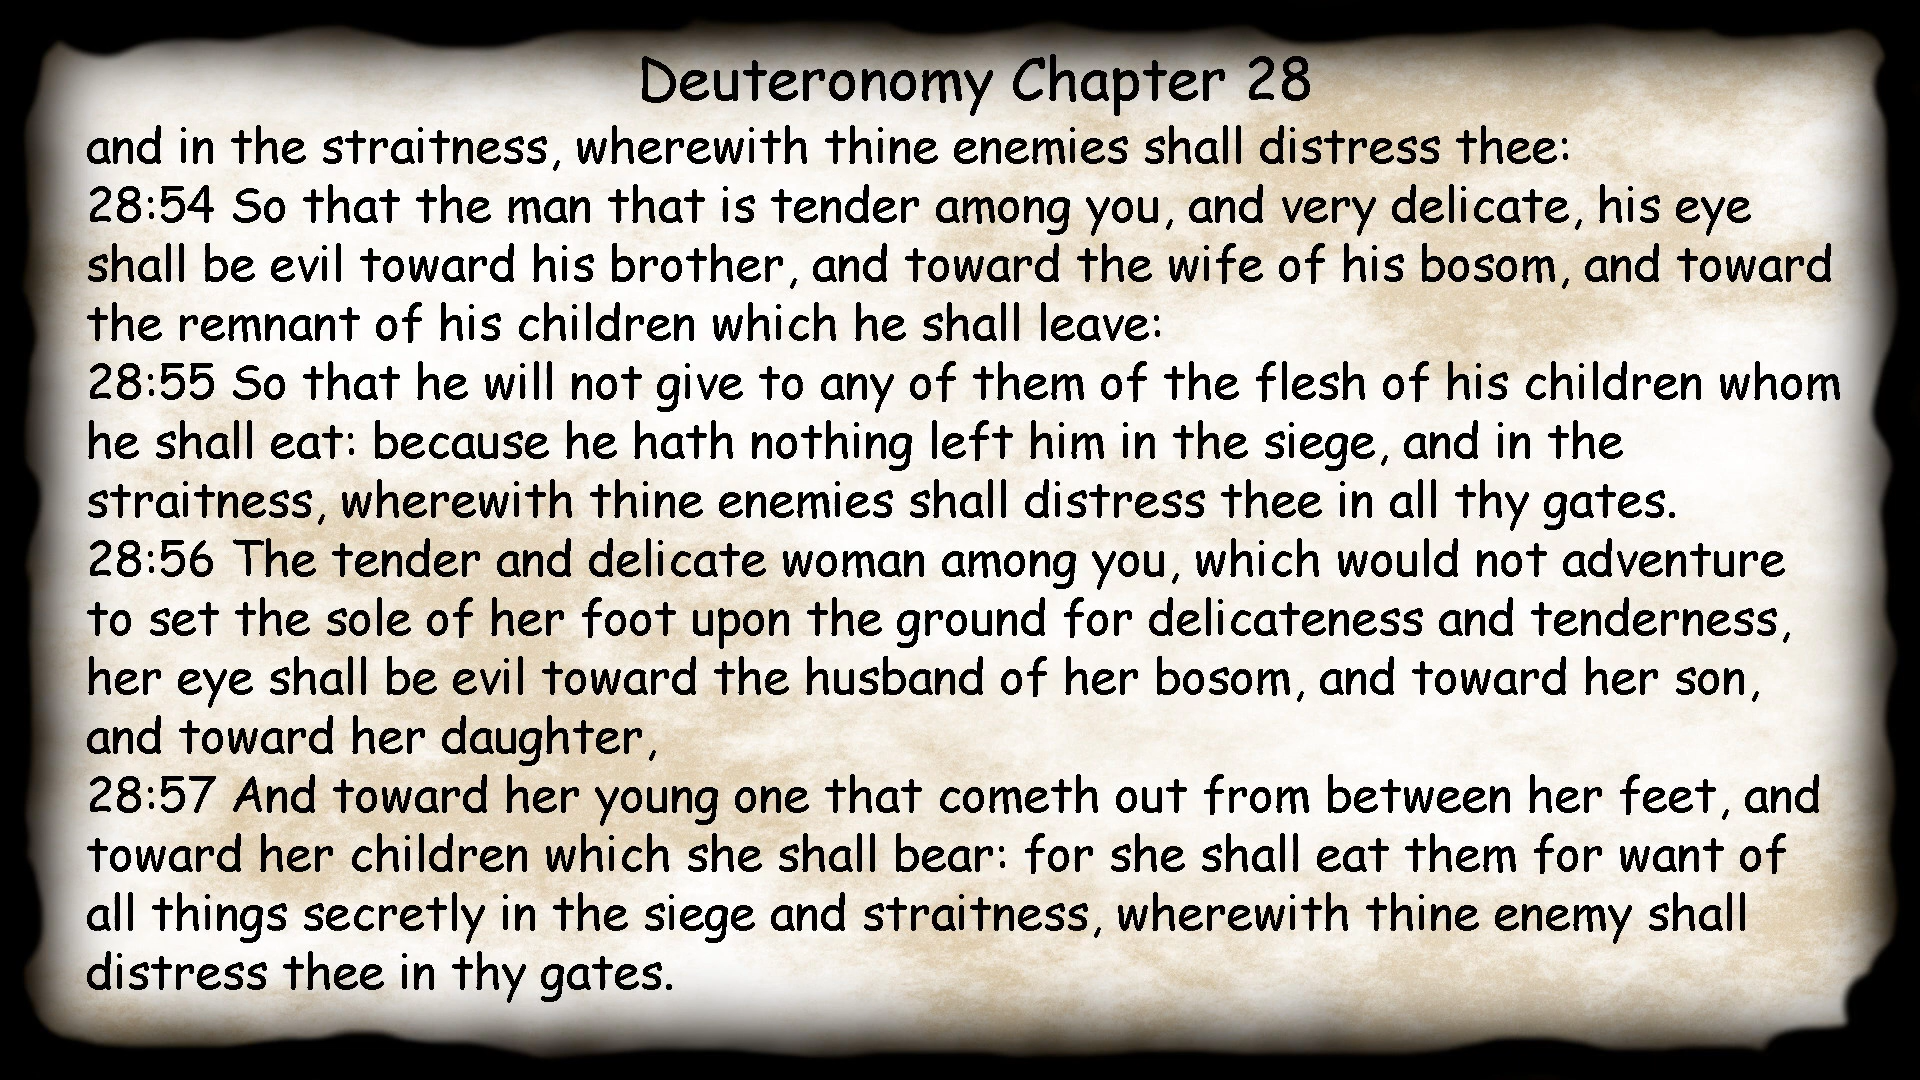 Deuteronomy Chapter 28
and in the straitness, wherewith thine enemies shall distress thee:
28:54 So that the man that is tender among you, and very delicate, his eye
shall be evil toward his brother, and toward the wife of his bosom, and toward
the remnant of his children which he shall leave:
28:55 So that he will not give to any of them of the flesh of his children whom
he shall eat: because he hath nothing left him in the siege, and in the
straitness, wherewith thine enemies shall distress thee in all thy gates.
28:56 The tender and delicate woman among you, which would not adventure
to set the sole of her foot upon the ground for delicateness and tenderness,
her eye shall be evil toward the husband of her bosom, and toward her son,
and toward her daughter,
28:57 And toward her young one that cometh out from between her feet, and
toward her children which she shall bear: for she shall eat them for want of
all things secretly in the siege and straitness, wherewith thine enemy shall
distress thee in thy gates.